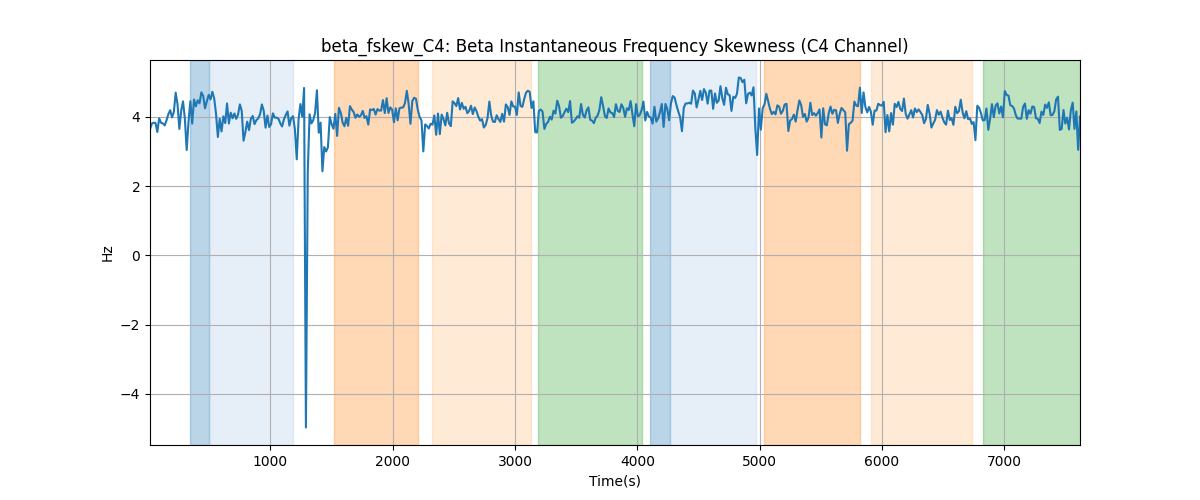 beta_fskew_C4: Beta Instantaneous Frequency Skewness (C4 Channel)
Hz
4
2
0
−2
−4
1000 2000 3000 4000 5000 6000 7000
Time(s)